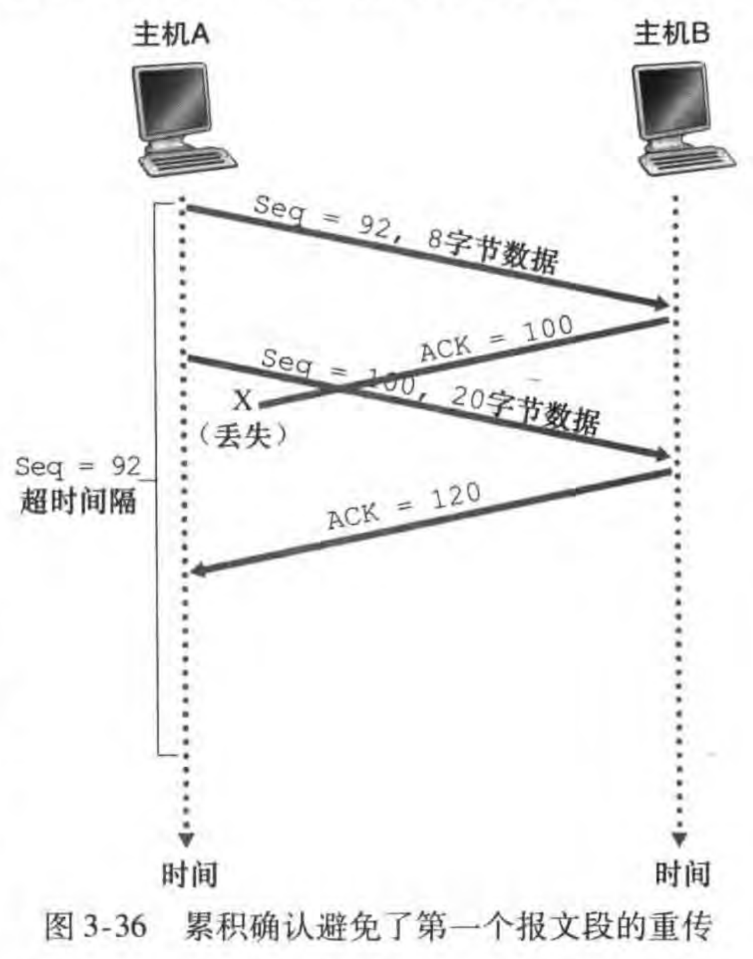 主机A
主机B
Seq = 92, 8字节数据
ACK = 100
Seq = 100, 20字节数据
X
（丢失）
Seq = 92
超时间隔
ACK = 120
时间
时间
图 3-36 累积确认避免了第一个报文段的重传